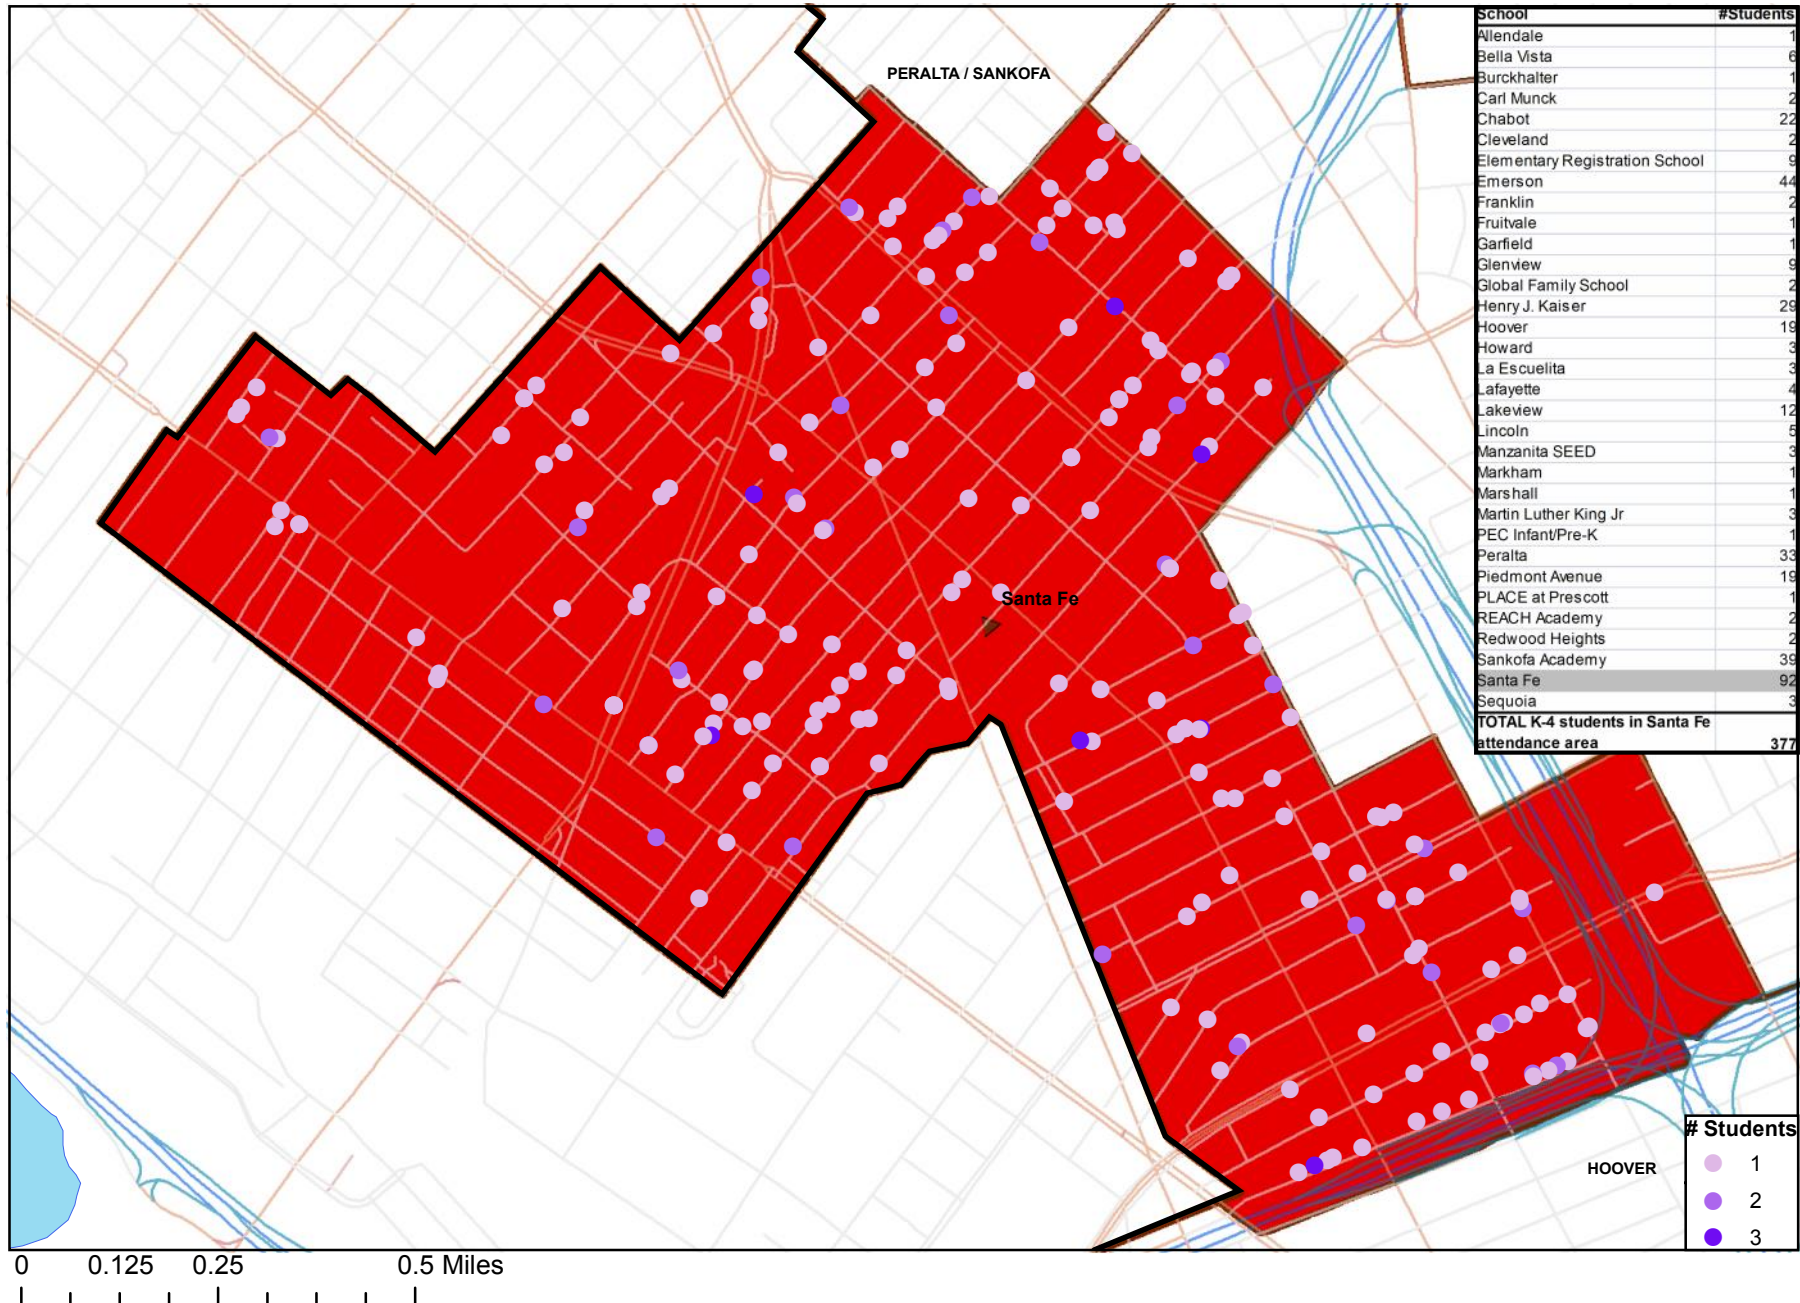 PERALTA / SANKOFA
School #Students
Allendale 1
Bella Vista 6
Burckhalter 1
Carl Munck 2
Chabot 22
Cleveland 2
Elementary Registration School 9
Emerson 44
Franklin 2
Fruitvale 1
Garfield 1
Glenview 9
Global Family School 2
Henry J. Kaiser 29
Hoover 19
Howard 3
La Escuelita 3
Lafayette 4
Lakeview 12
Lincoln 5
Manzanita SEED 3
Markham 1
Marshall 1
Martin Luther King Jr 3
PEC Infant/Pre-K 1
Peralta 33
Piedmont Avenue 19
PLACE at Prescott 1
REACH Academy 2
Redwood Heights 2
Sankofa Academy 39
Santa Fe 92
Sequoia 3
TOTAL K-4 students in Santa Fe
attendance area 377
Santa Fe
HOOVER
# Students
1
2
3
0 0.125 0.25 0.5 Miles